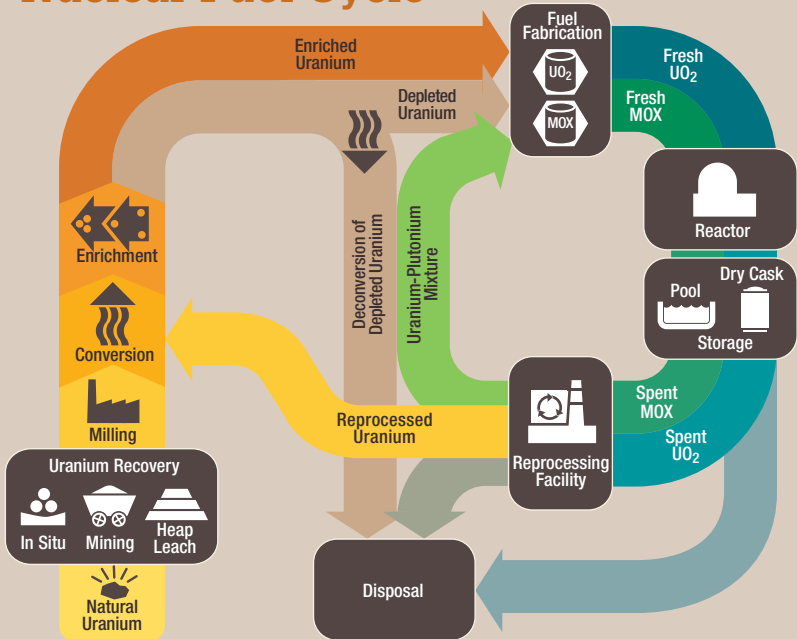 Nuclear Fuel Cycle
Fuel
Fabrication
UO2
MOX
Enriched
Uranium
Depleted
Uranium
Fresh
UO2
Fresh
MOX
Reactor
Dry Cask
Pool
Storage
Enrichment
Conversion
Milling
Deconversion of
Depleted Uranium
Uranium-Plutonium
Mixture
Reprocessed
Uranium
Reprocessing
Facility
Spent
MOX
Spent
UO2
Uranium Recovery
In Situ
Mining
Heap
Leach
Natural
Uranium
Disposal